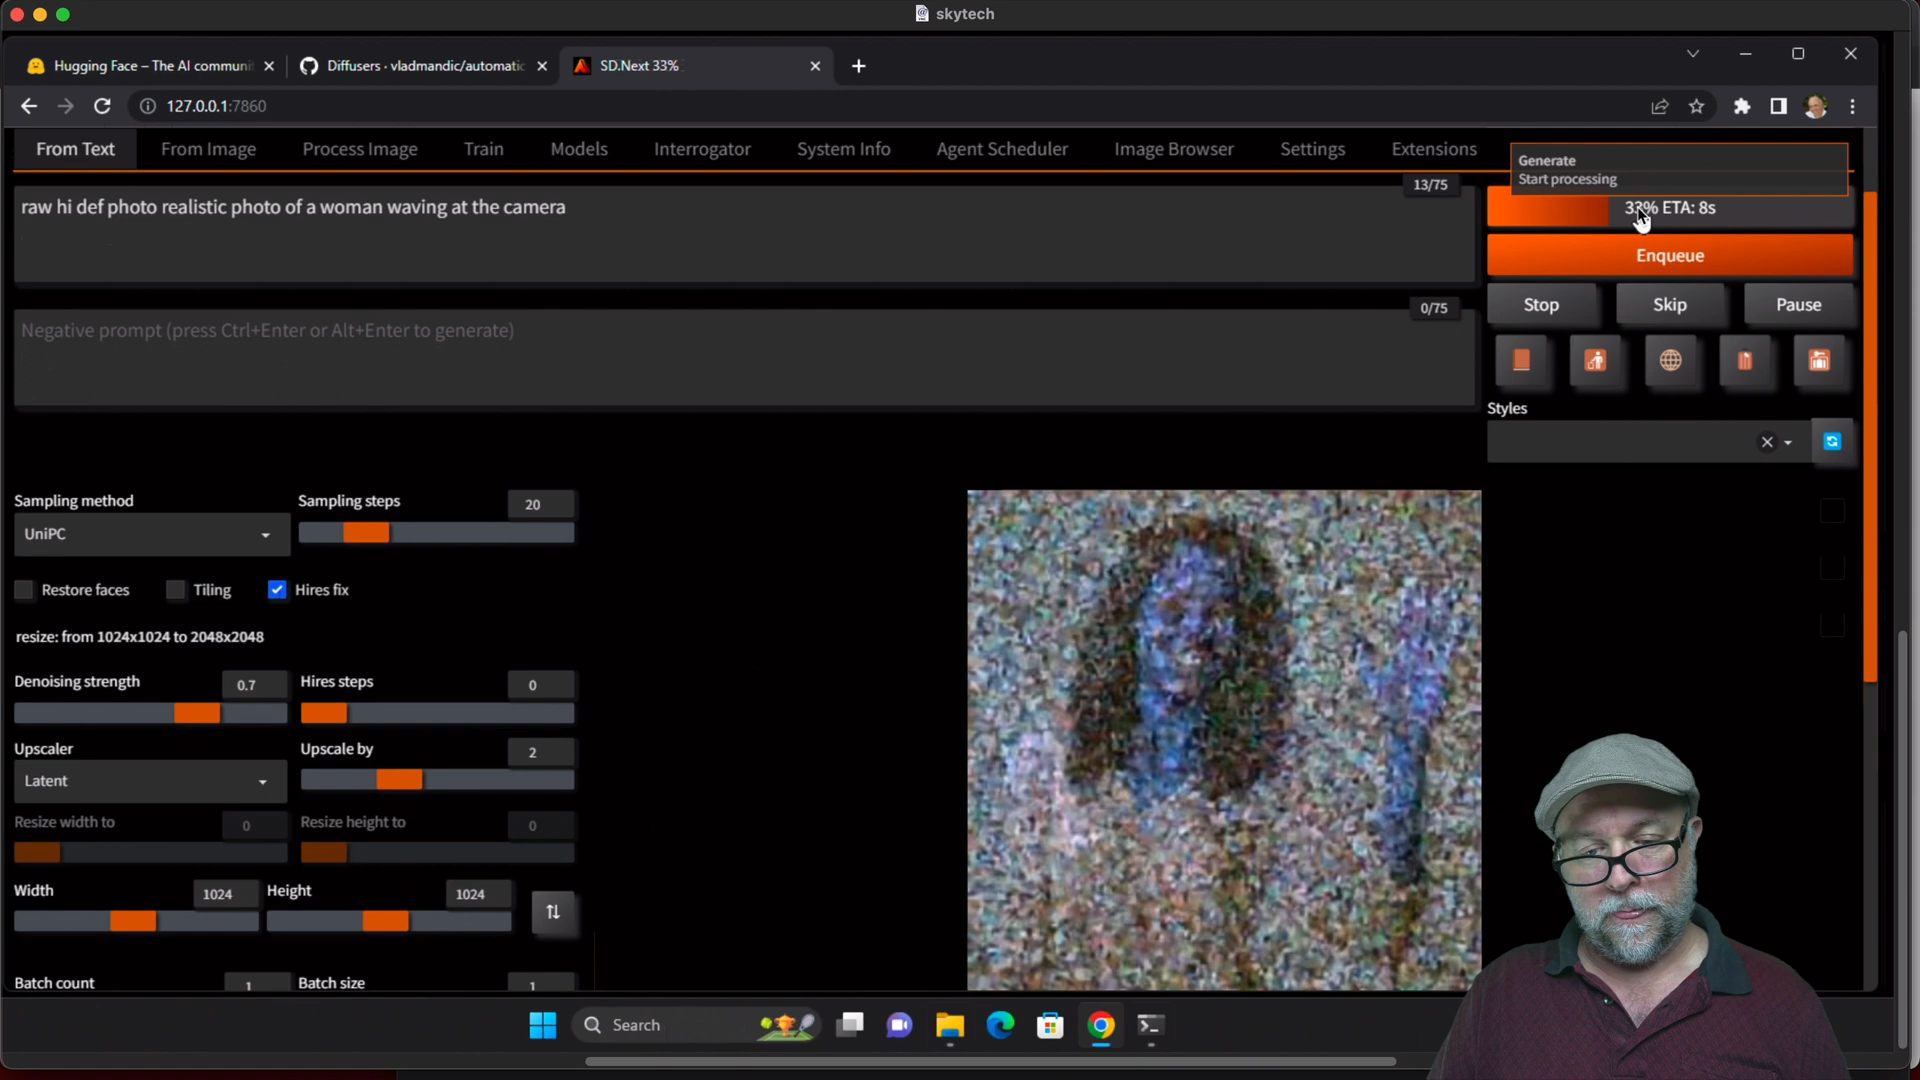 skytech
Hugging Face – The AI communi
Diffusers · vladmandic/automatic
SD.Next 33%
127.0.0.1:7860
From Text
From Image
Process Image
Train
Models
Interrogator
System Info
Agent Scheduler
Image Browser
Settings
Extensions
Generate
Start processing
13/75
raw hi def photo realistic photo of a woman waving at the camera
33% ETA: 8s
Enqueue
0/75
Negative prompt (press Ctrl+Enter or Alt+Enter to generate)
Stop
Skip
Pause
Styles
Sampling method
Sampling steps
20
UniPC
Restore faces
Tiling
Hires fix
resize: from 1024x1024 to 2048x2048
Denoising strength
0.7
Hires steps
0
Upscaler
Upscale by
2
Latent
Resize width to
0
Resize height to
0
Width
1024
Height
1024
Batch count
1
Batch size
1
Search